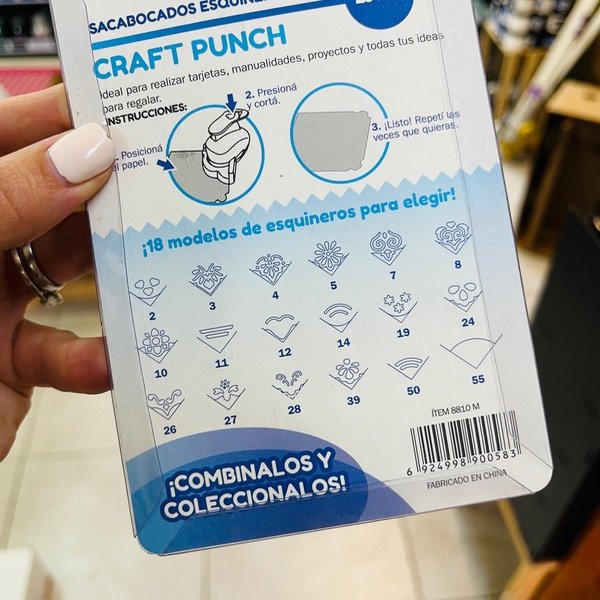 SACABOCADOS
CRAFT PUNCH
Ideal para realizar tarjetas, manualidades, proyectos y todas tus ideas
para regalar.
INSTRUCCIONES:
Posicioná
el papel.
2. Presioná
y cortá.
3. ¡Listo! Repetí las
veces que quieras.
¡18 modelos de esquineros para elegir!
2 3 4 5 7 8
10 11 12 14 19 24
26 27 28 39 50 55
ÍTEM 8810 M
6 924998 900583
FABRICADO EN CHINA
¡COMBINALOS Y
COLECCIONALOS!